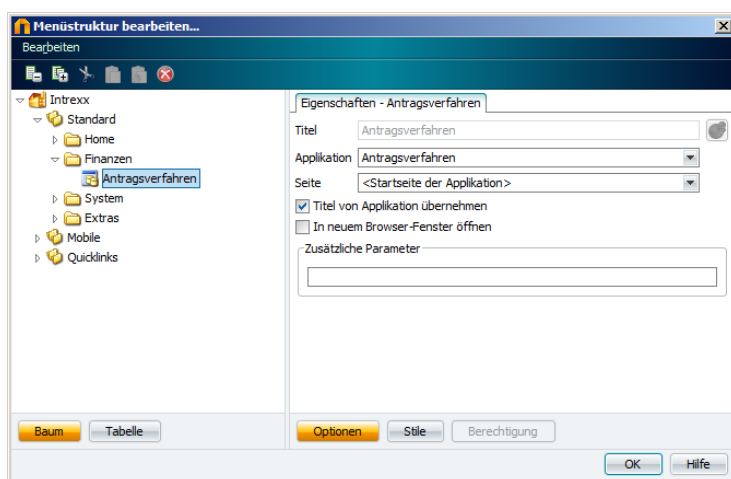 Menüstruktur bearbeiten...
Bearbeiten
Intrexx
Standard
Home
Finanzen
Antragsverfahren
System
Extras
Mobile
Quicklinks
Eigenschaften - Antragsverfahren
Titel Antragsverfahren
Applikation Antragsverfahren
Seite <Startseite der Applikation>
Titel von Applikation übernehmen
In neuem Browser-Fenster öffnen
Zusätzliche Parameter
Baum Tabelle
Optionen Stile Berechtigung
OK Hilfe